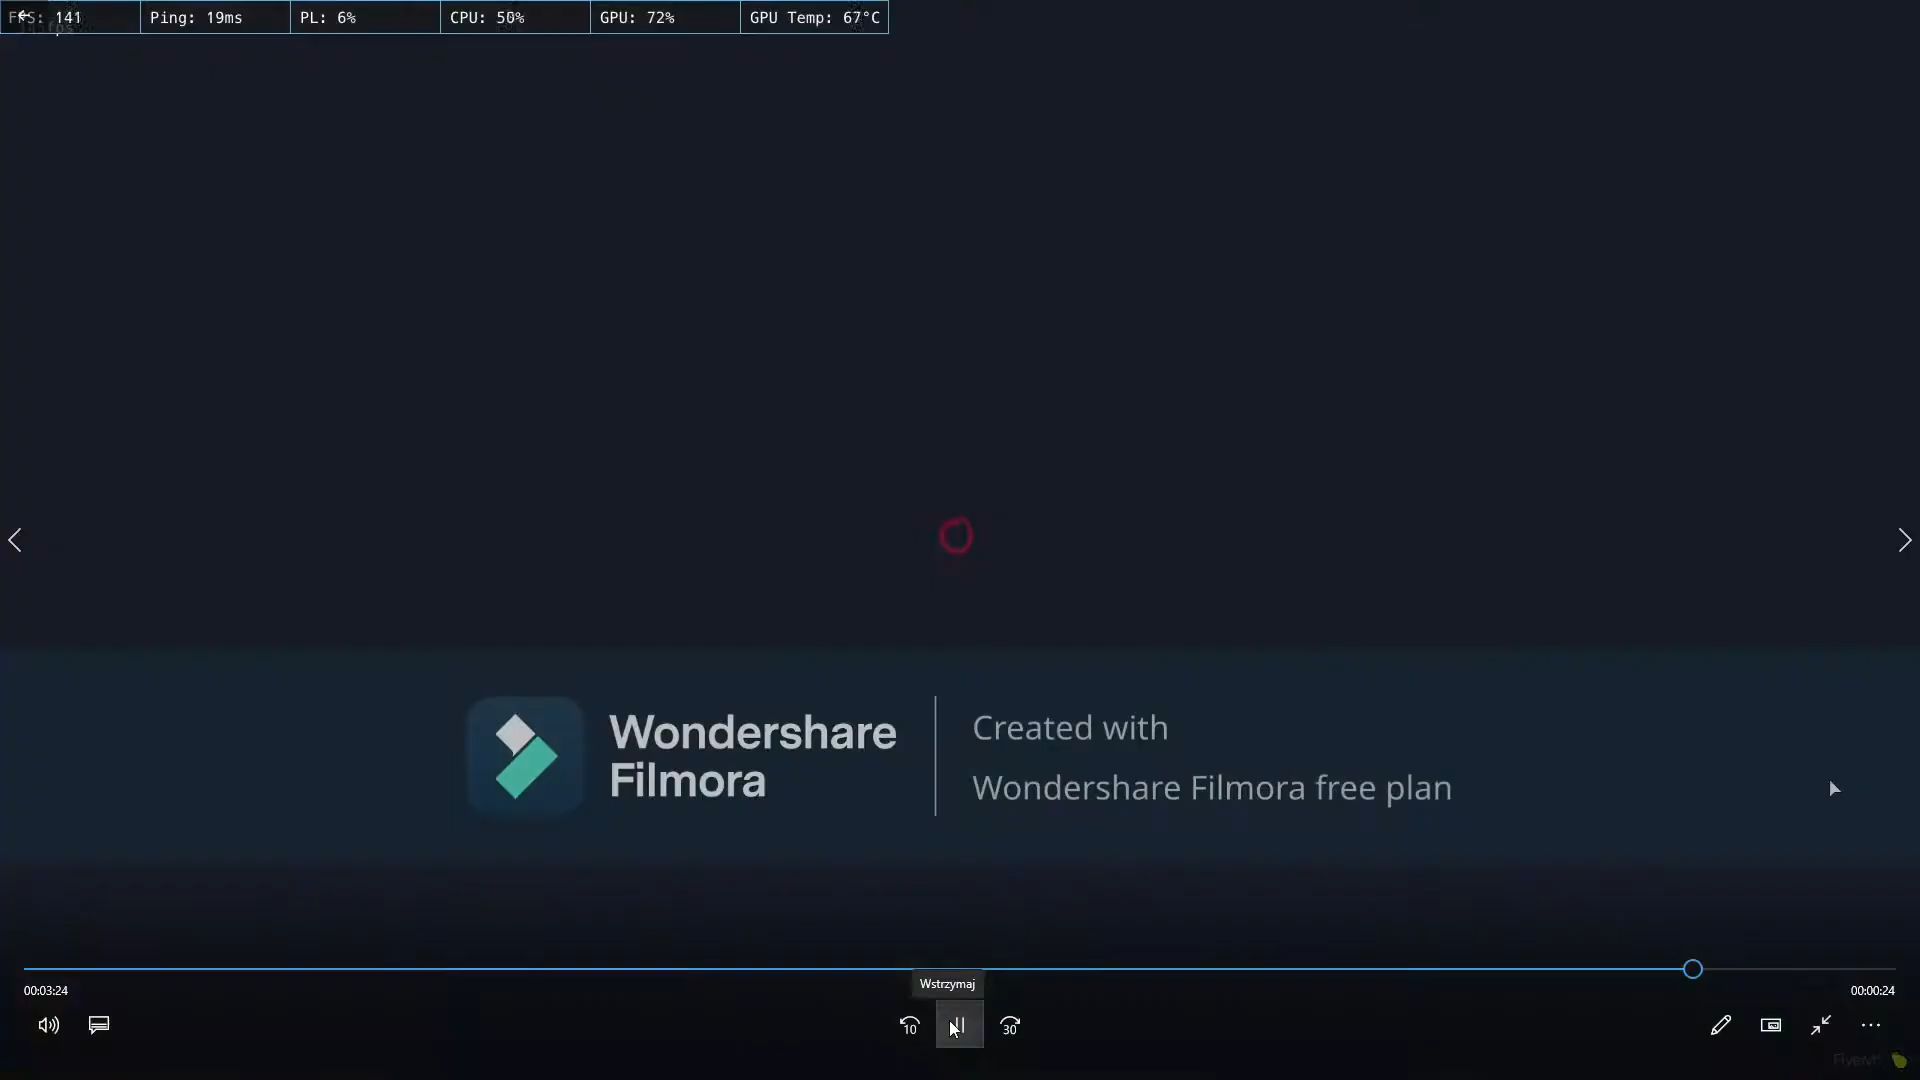 FPS: 141 Ping: 19ms PL: 6% CPU: 50% GPU: 72% GPU Temp: 67°C
Wondershare
Filmora
Created with
Wondershare Filmora free plan
Wstrzymaj
00:03:24 00:00:24
10 30